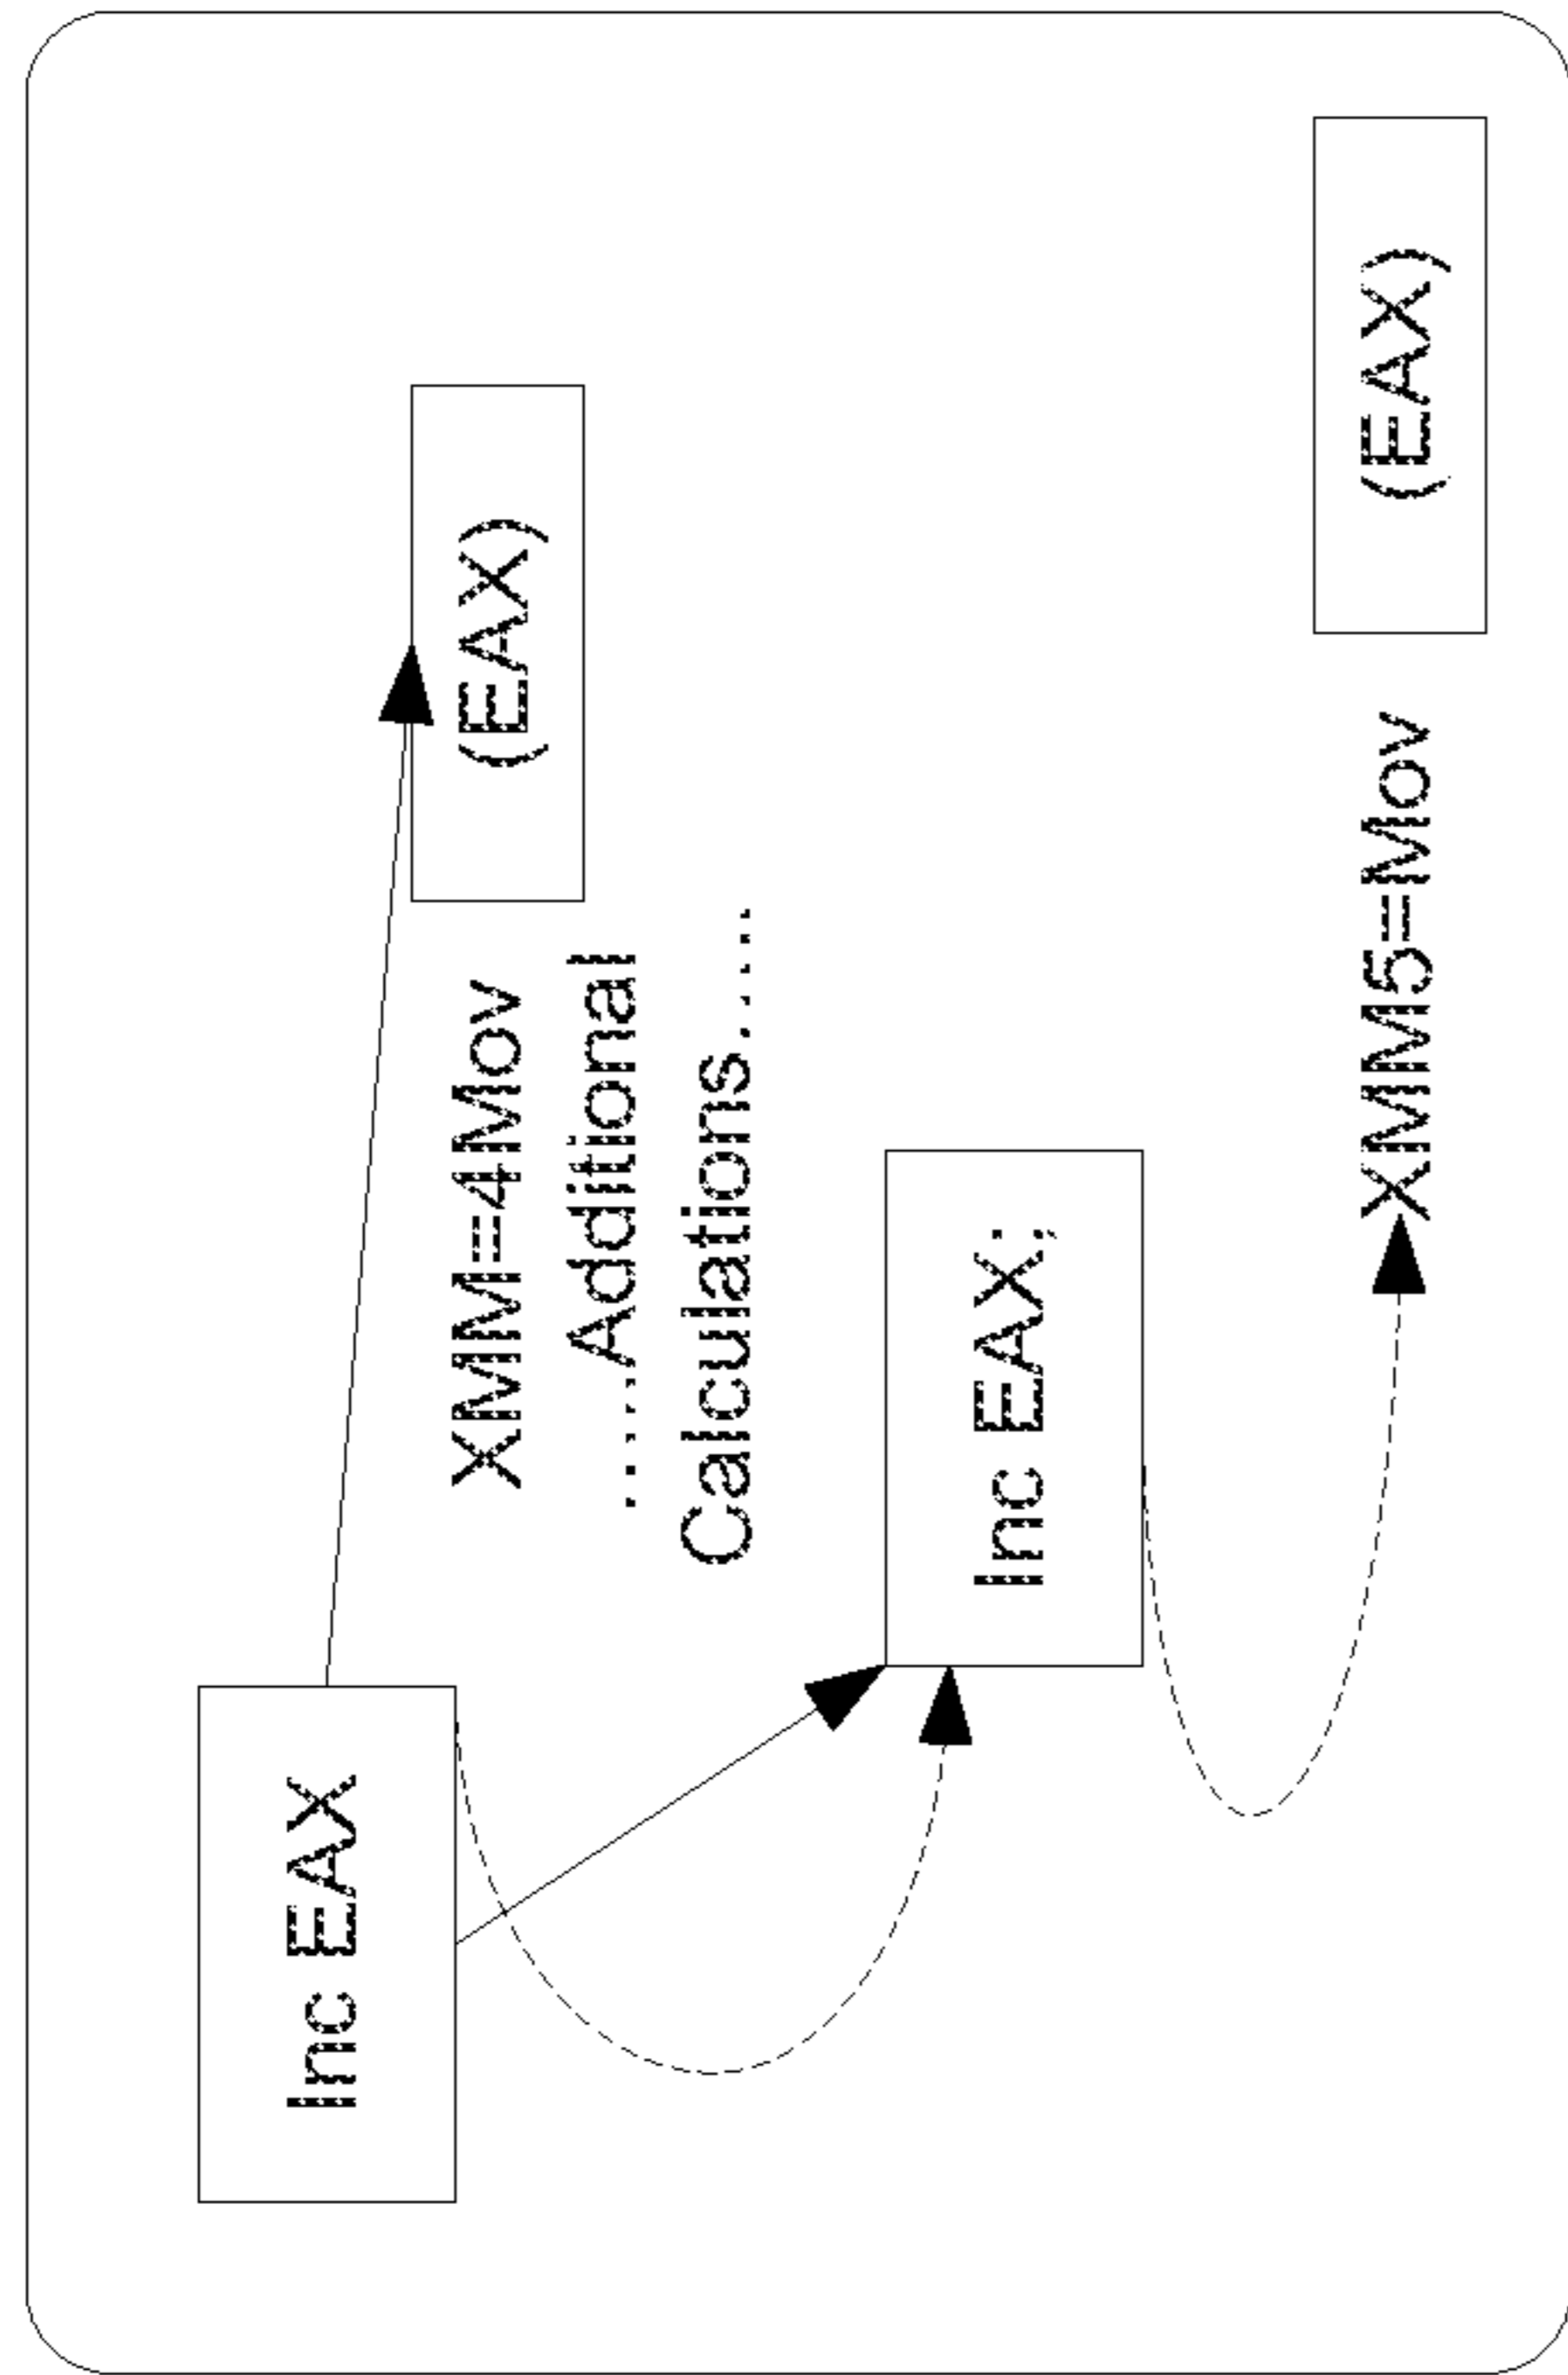 Inc EAX
XMM=4Mov (EAX)
.....Additional
Calculations.....
Inc EAX;
XMM5=Mov (EAX)